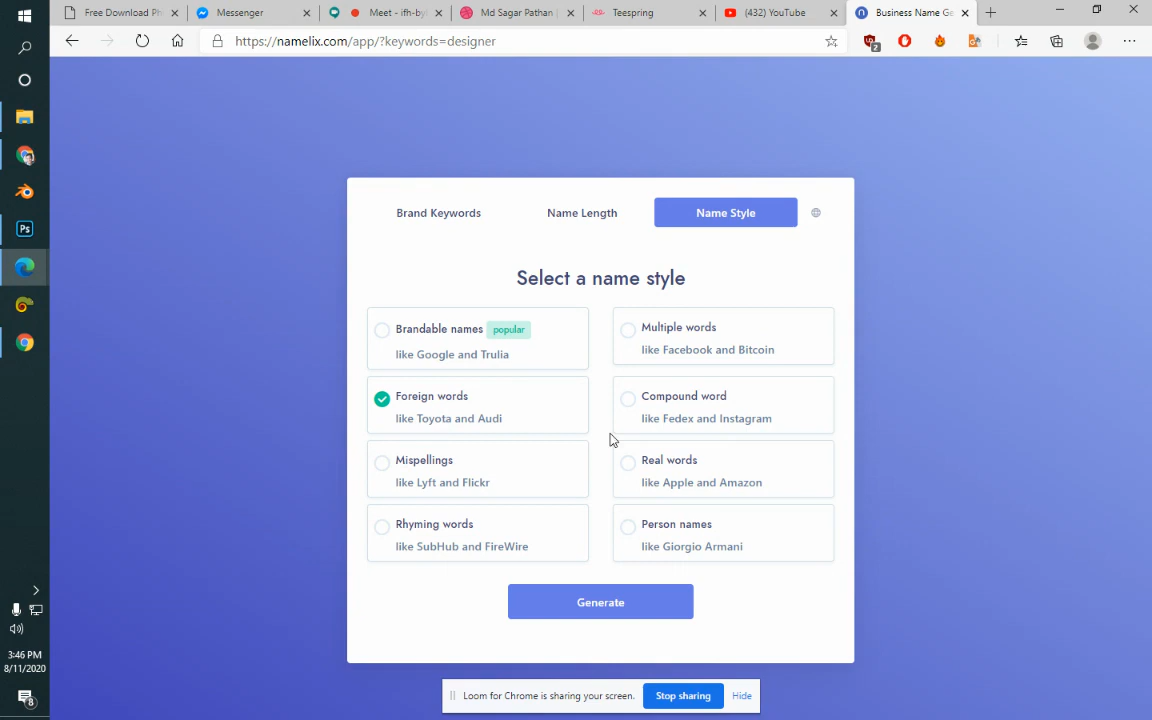 Free Download Ph
Messenger
Meet - ifh-by
Md Sagar Pathan |
Teespring
(432) YouTube
Business Name Ge
https://namelix.com/app/?keywords=designer
2
Brand Keywords
Name Length
Name Style
Select a name style
Brandable names popular
like Google and Trulia
Multiple words
like Facebook and Bitcoin
Foreign words
like Toyota and Audi
Compound word
like Fedex and Instagram
Mispellings
like Lyft and Flickr
Real words
like Apple and Amazon
Rhyming words
like SubHub and FireWire
Person names
like Giorgio Armani
Generate
Ps
3:46 PM
8/11/2020
8
Loom for Chrome is sharing your screen.
Stop sharing
Hide